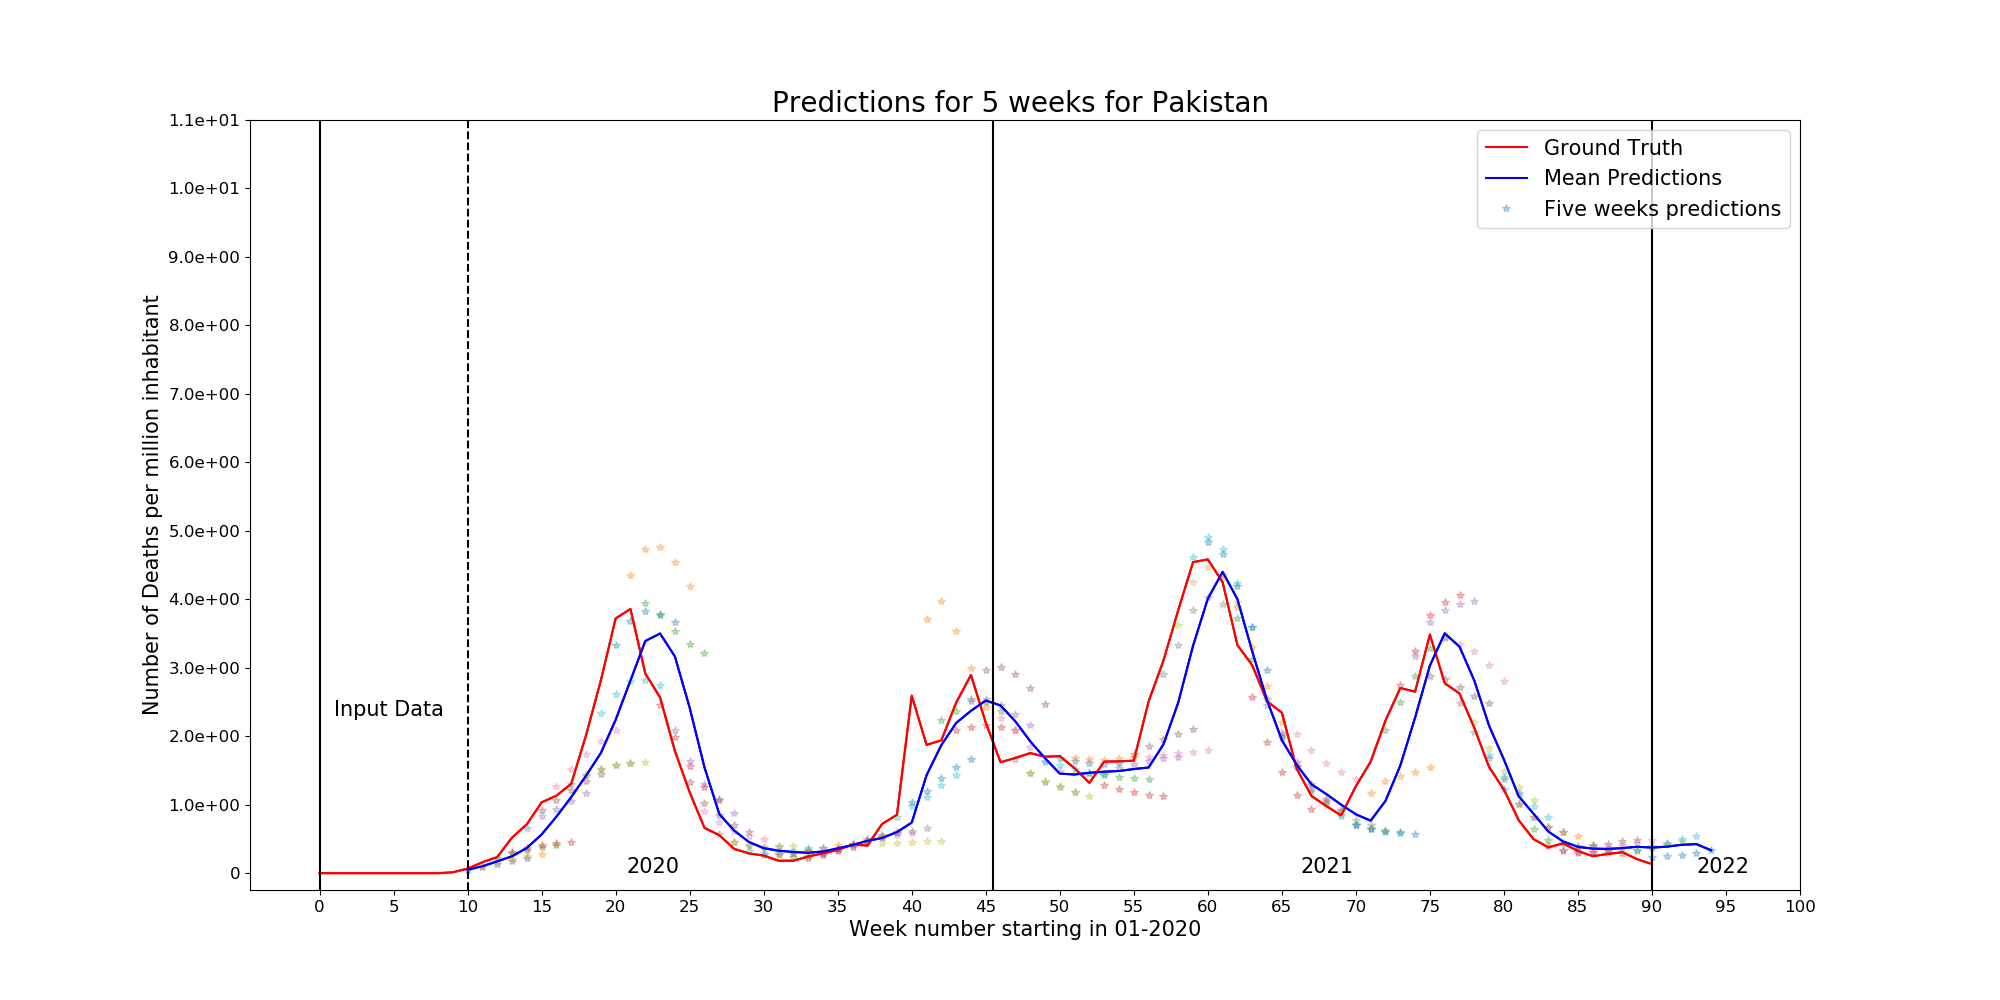 Predictions for 5 weeks for Pakistan
1.1e+01
1.0e+01
9.0e+00
8.0e+00
7.0e+00
6.0e+00
5.0e+00
4.0e+00
3.0e+00
2.0e+00
1.0e+00
0
Number of Deaths per million inhabitant
Ground Truth
Mean Predictions
Five weeks predictions
Input Data
2020
2021
2022
0 5 10 15 20 25 30 35 40 45 50 55 60 65 70 75 80 85 90 95 100
Week number starting in 01-2020